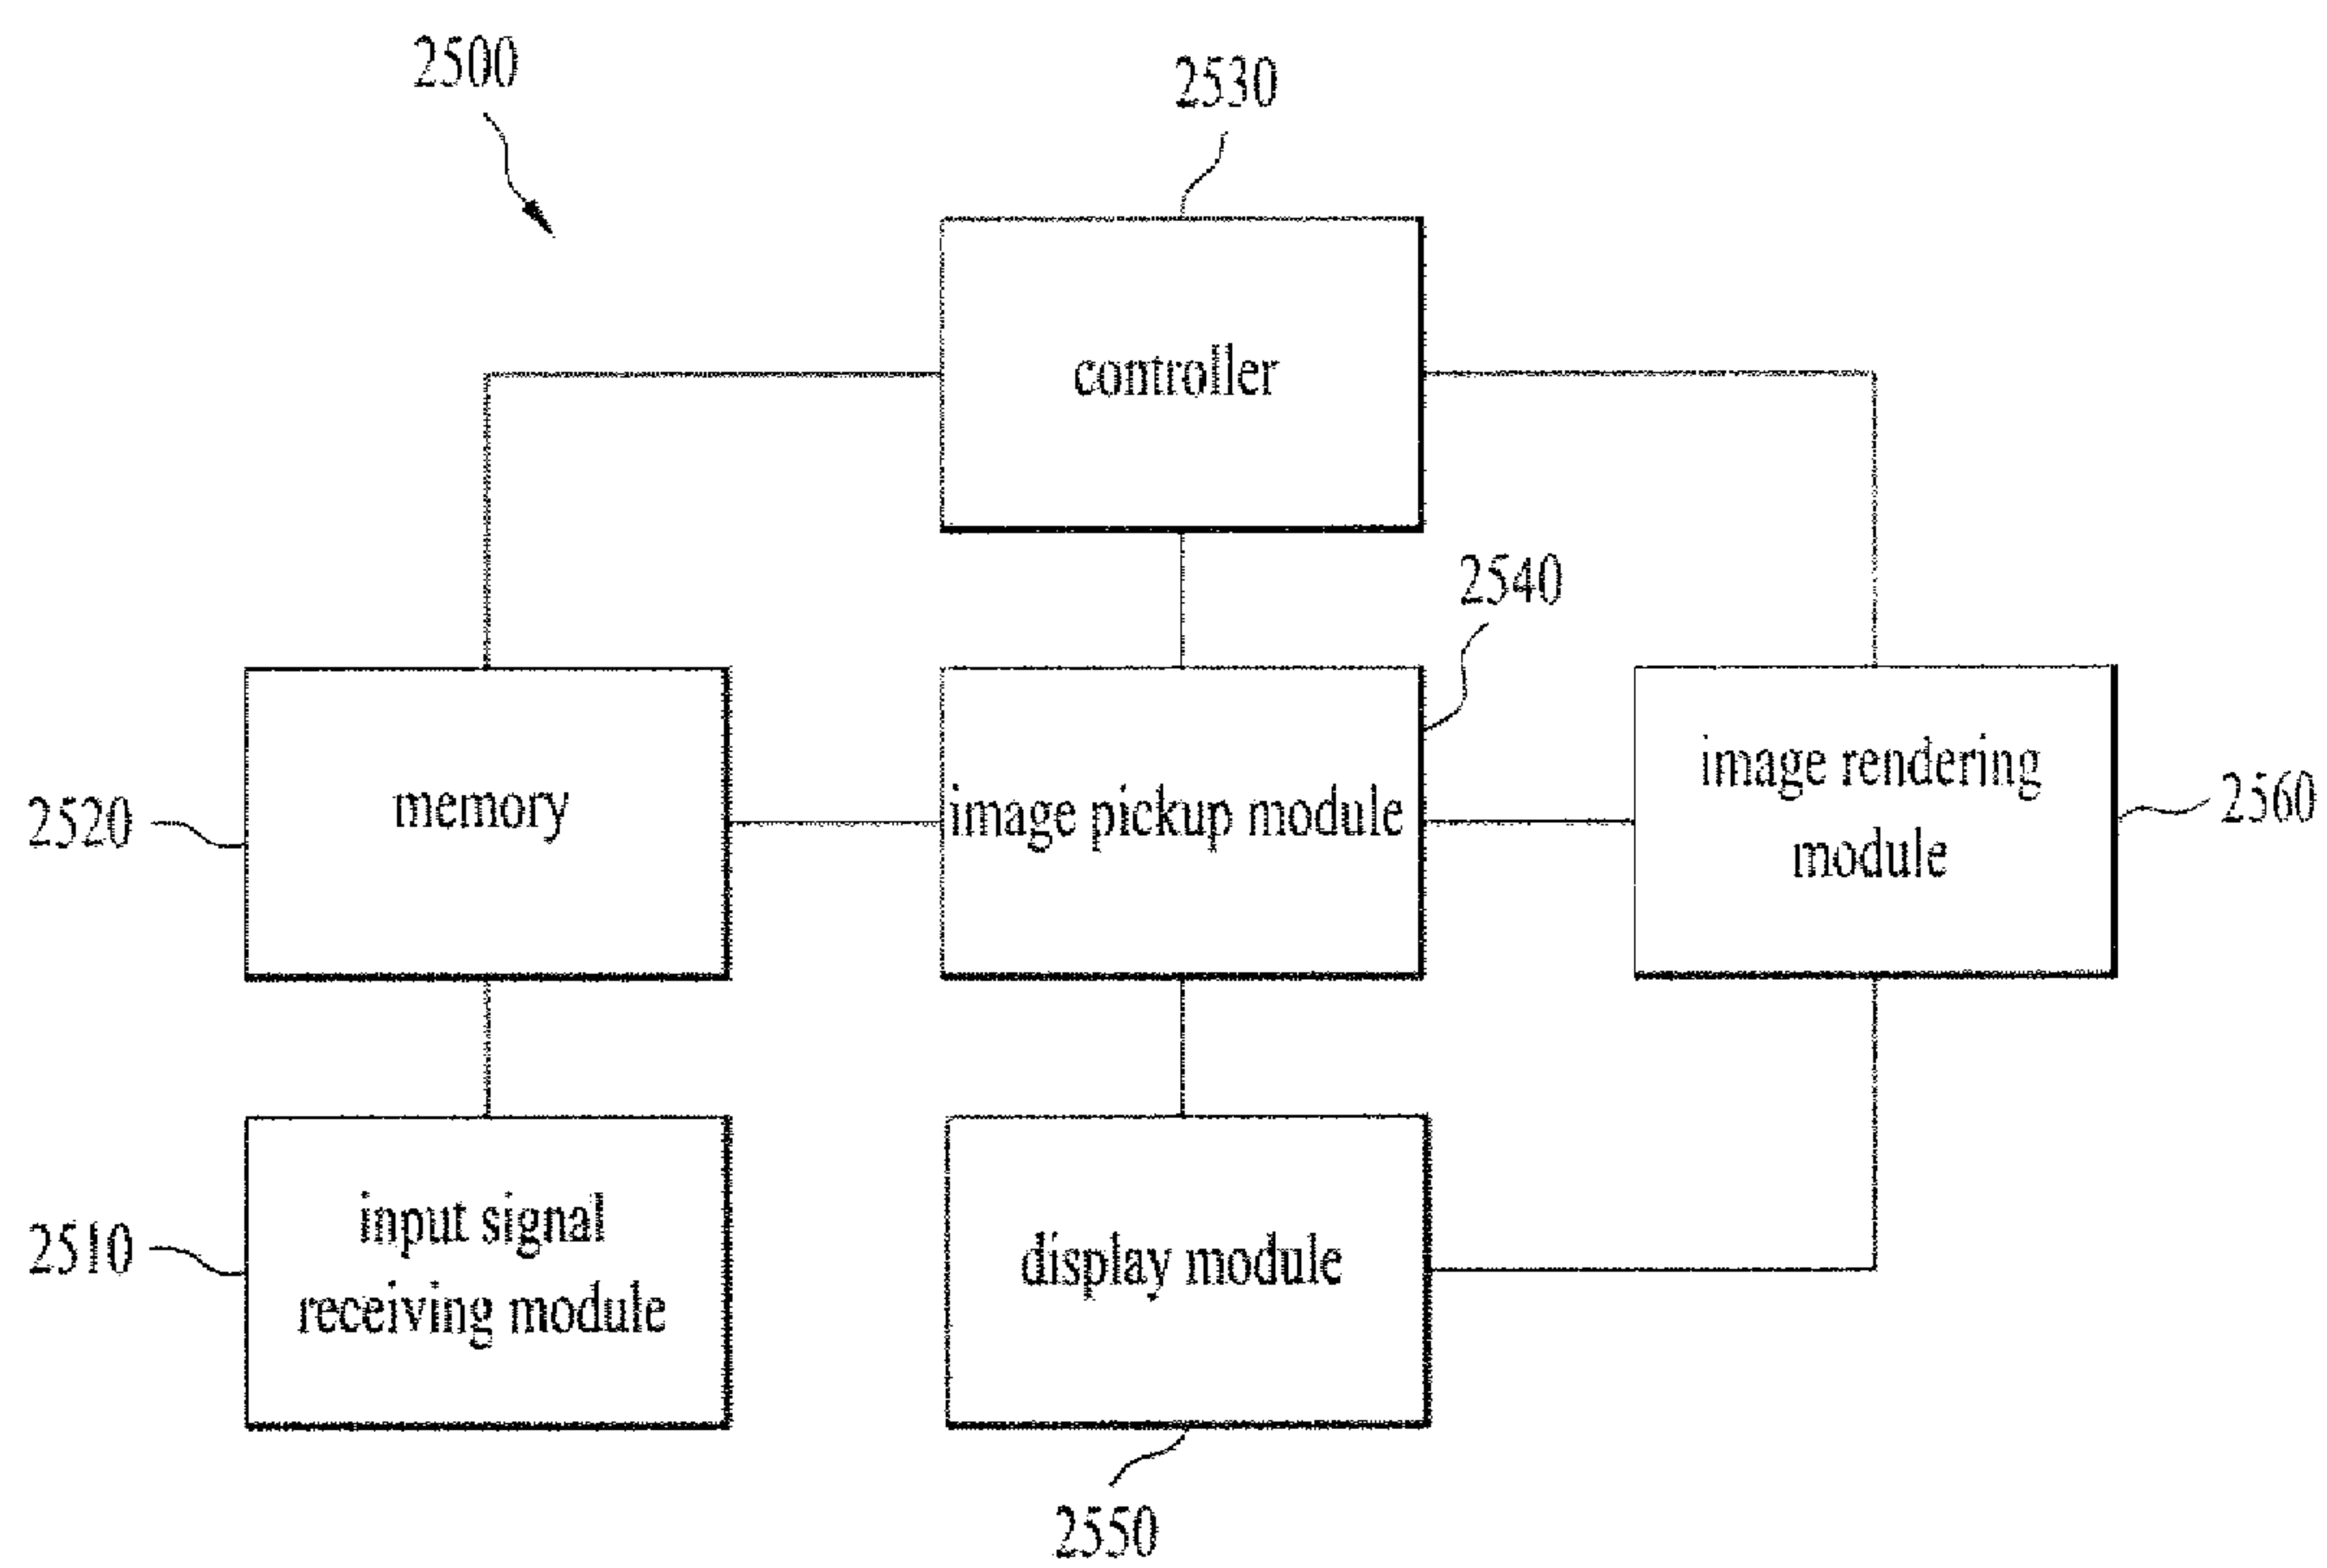 2500
2530
controller
2540
memory
image pickup module
image rendering
module
2520
2560
input signal
receiving module
2510
display module
2550